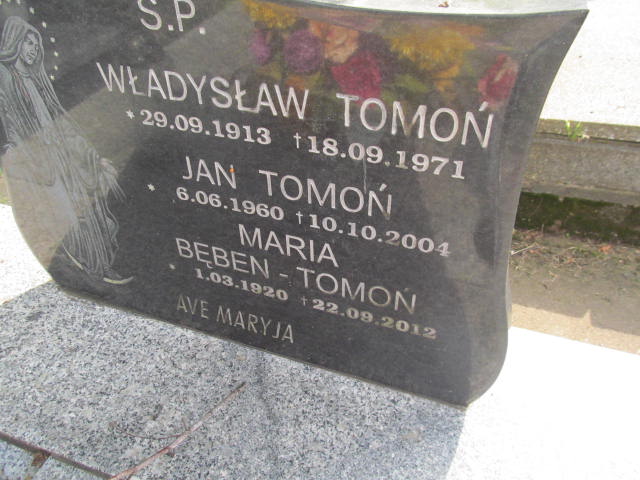 Ś.P.
WŁADYSŁAW TOMOŃ
*29.09.1913 †18.09.1971
JAN TOMOŃ
* 6.06.1960 †10.10.2004
MARIA
BĘBEN - TOMOŃ
* 1.03.1920 †22.09.2012
AVE MARYJA